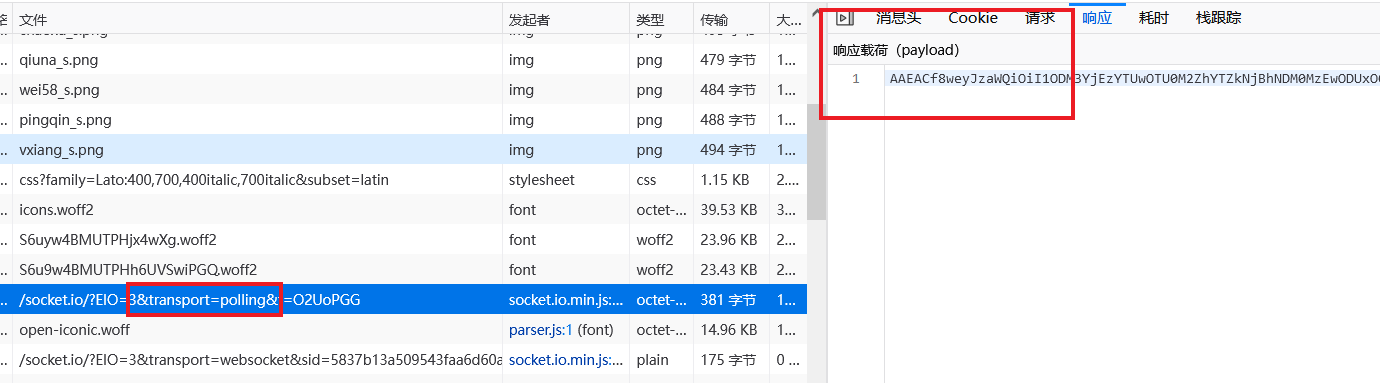 文件 发起者 类型 传输 大...
qiuna_s.png img png 479 字节 1...
wei58_s.png img png 484 字节 1...
pingqin_s.png img png 488 字节 1...
vxiang_s.png img png 494 字节 1...
css?family=Lato:400,700,400italic,700italic&subset=latin stylesheet css 1.15 KB 2....
icons.woff2 font octet-... 39.53 KB 3...
S6uyw4BMUTPHjx4wXg.woff2 font woff2 23.96 KB 2...
S6u9w4BMUTPHh6UVSwiPGQ.woff2 font woff2 23.43 KB 2...
/socket.io/?EIO=3&transport=polling&t=O2UoPGG socket.io.min.js:... octet-... 381 字节 1...
open-iconic.woff parser.js:1 (font) octet-... 14.96 KB 1...
/socket.io/?EIO=3&transport=websocket&sid=5837b13a509543faa6d60a socket.io.min.js:... plain 175 字节 0 ...
消息头 Cookie 请求 响应 耗时 栈跟踪
响应载荷（payload）
1 AAEACf8weyJzaWQiOiI1ODM3YjEzYTUwOTU0M2ZhYTZkNjBhNDM0MzEwODUxO